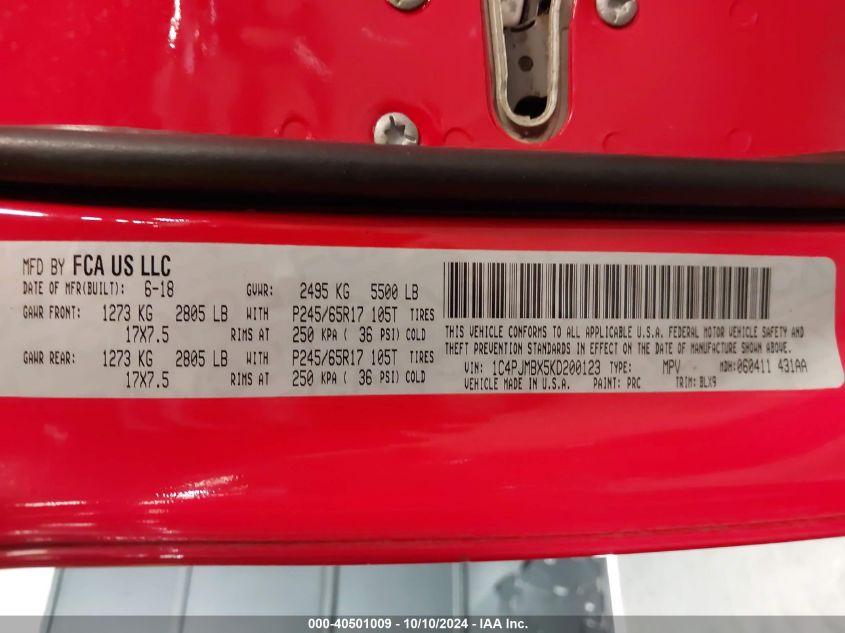 MFD BY FCA US LLC
DATE OF MFR(BUILT): 6-18 GVWR: 2495 KG 5500 LB
GAWR FRONT: 1273 KG 2805 LB WITH P245/65R17 105T TIRES
17X7.5 RIMS AT 250 KPA ( 36 PSI) COLD
GAWR REAR: 1273 KG 2805 LB WITH P245/65R17 105T TIRES
17X7.5 RIMS AT 250 KPA ( 36 PSI) COLD
THIS VEHICLE CONFORMS TO ALL APPLICABLE U.S.A. FEDERAL MOTOR VEHICLE SAFETY AND
THEFT PREVENTION STANDARDS IN EFFECT ON THE DATE OF MANUFACTURE SHOWN ABOVE.
VIN: 1C4PJMBX5KD200123 TYPE: MPV MDH: 060411 431AA
VEHICLE MADE IN U.S.A. PAINT: PRC TRIM: BLX9
000-40501009 - 10/10/2024 - IAA Inc.